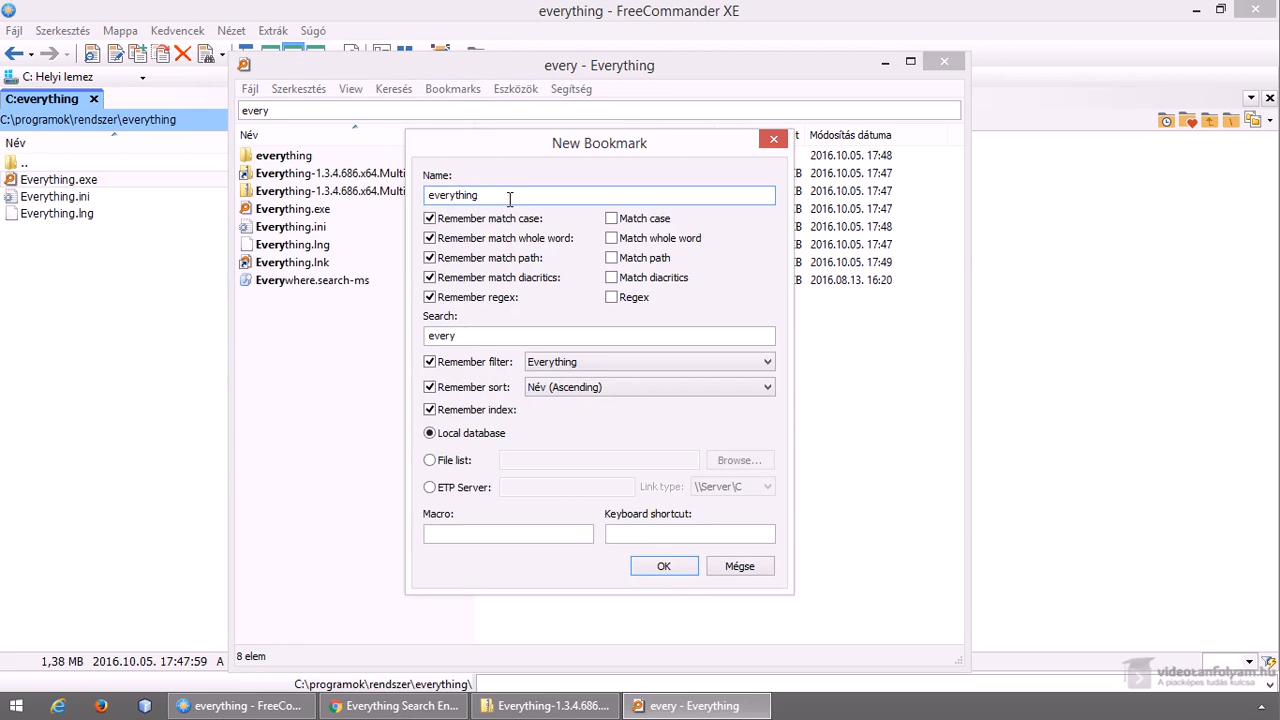 everything - FreeCommander XE
Fájl Szerkesztés Mappa Kedvencek Nézet Extrák Súgó
C: Helyi lemez
C:everything
C:\programok\rendszer\everything
Név
..
Everything.exe
Everything.ini
Everything.lng
every - Everything
Fájl Szerkesztés View Keresés Bookmarks Eszközök Segítség
every
Név Módosítás dátuma
everything 2016.10.05. 17:48
Everything-1.3.4.686.x64.Multi 2016.10.05. 17:48
Everything-1.3.4.686.x64.Multi 2016.10.05. 17:48
Everything.exe 2016.10.05. 17:47
Everything.ini 2016.10.05. 17:48
Everything.lng 2016.10.05. 17:47
Everything.lnk 2016.10.05. 17:49
Everywhere.search-ms 2016.08.13. 16:20
New Bookmark
Name:
everything
Remember match case: Match case
Remember match whole word: Match whole word
Remember match path: Match path
Remember match diacritics: Match diacritics
Remember regex: Regex
Search:
every
Remember filter: Everything
Remember sort: Név (Ascending)
Remember index:
Local database
File list: Browse...
ETP Server: Link type: \\Server\C
Macro: Keyboard shortcut:
OK Mégse
8 elem
1,38 MB 2016.10.05. 17:47:59 A
C:\programok\rendszer\everything\
videotanfolyam.hu
A piacképes tudás kulcsa
everything - FreeCo... Everything Search En... Everything-1.3.4.686... every - Everything